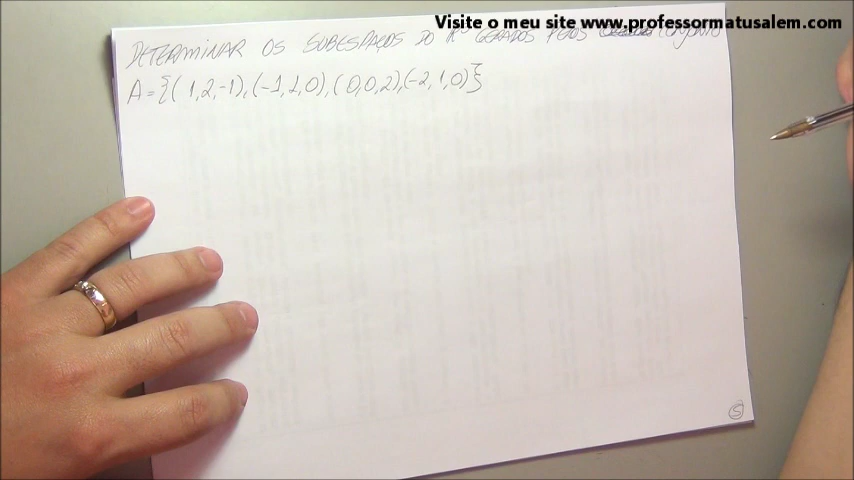 Visite o meu site www.professormatusalem.com
DETERMINAR OS SUBESPAÇOS DO R³ GERADOS PELOS CONJUNTO
A={(1,2,-1),(-1,1,0),(0,0,2),(-2,1,0)}
5